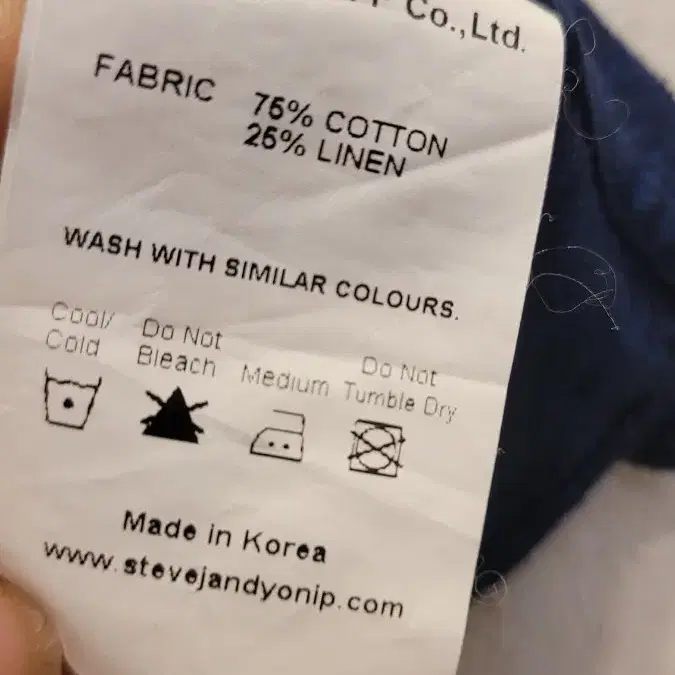 Co.,Ltd.
FABRIC 75% COTTON
25% LINEN
WASH WITH SIMILAR COLOURS.
Cool/ Cold
Do Not Bleach
Medium
Do Not Tumble Dry
Made in Korea
www.stevejandyonip.com